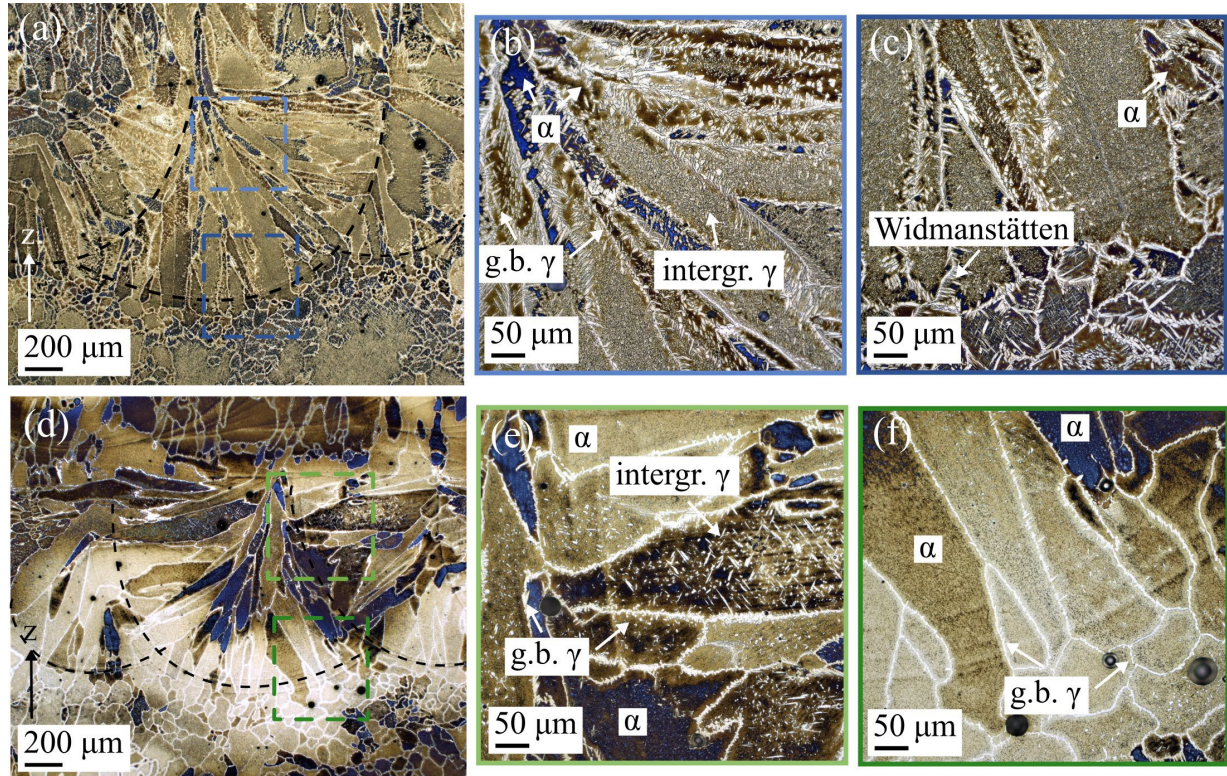 (a)
z
200 μm
(b)
α
g.b. γ
intergr. γ
50 μm
(c)
α
Widmanstätten
50 μm
(d)
z
200 μm
(e)
α
intergr. γ
g.b. γ
α
50 μm
(f)
α
α
g.b. γ
50 μm